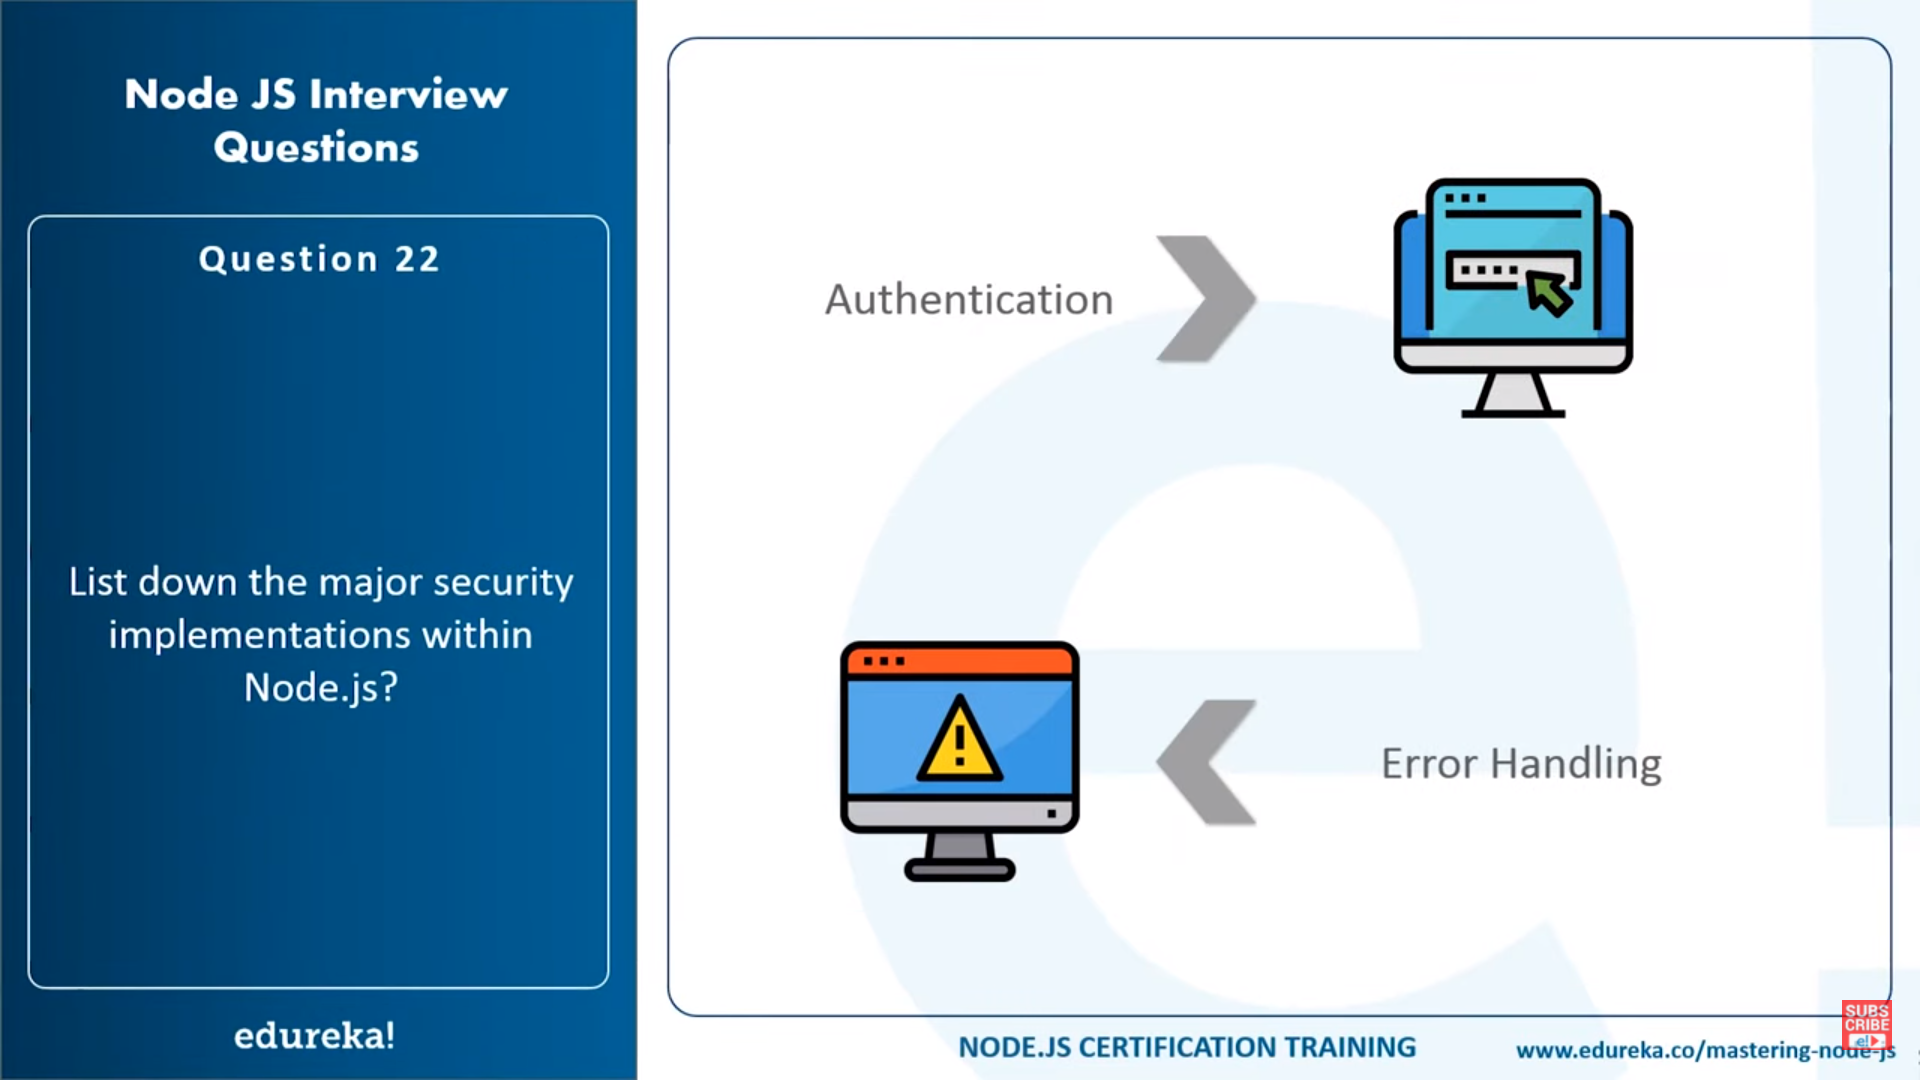 Node JS Interview
Questions
Question 22
List down the major security
implementations within
Node.js?
edureka!
Authentication
Error Handling
NODE.JS CERTIFICATION TRAINING
www.edureka.co/mastering-node-js
SUBS
CRIBE
e!